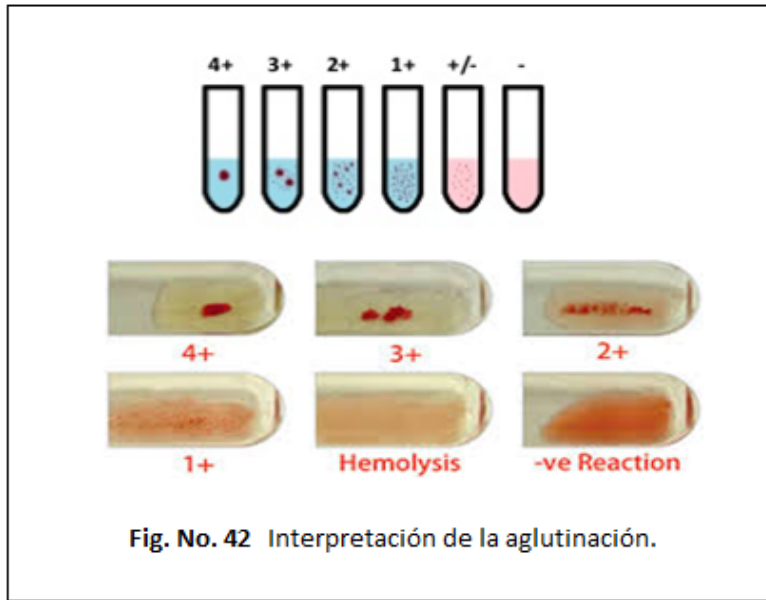 4+ 3+ 2+ 1+ +/- -
4+ 3+ 2+
1+ Hemolysis -ve Reaction
Fig. No. 42 Interpretación de la aglutinación.